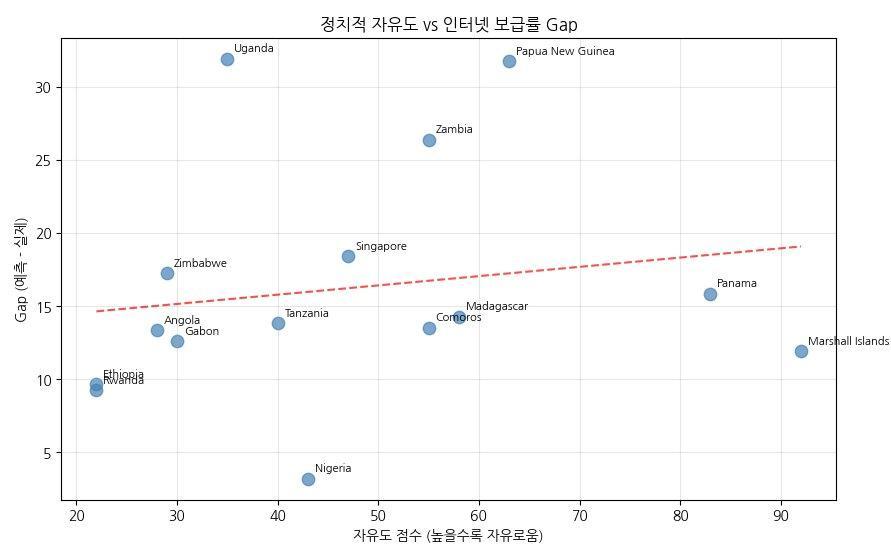 정치적 자유도 vs 인터넷 보급률 Gap
Uganda
Papua New Guinea
Zambia
Singapore
Zimbabwe
Panama
Madagascar
Comoros
Tanzania
Angola
Gabon
Marshall Islands
Ethiopia
Rwanda
Nigeria
30
25
20
15
10
5
Gap (예측 - 실제)
20 30 40 50 60 70 80 90
자유도 점수 (높을수록 자유로움)